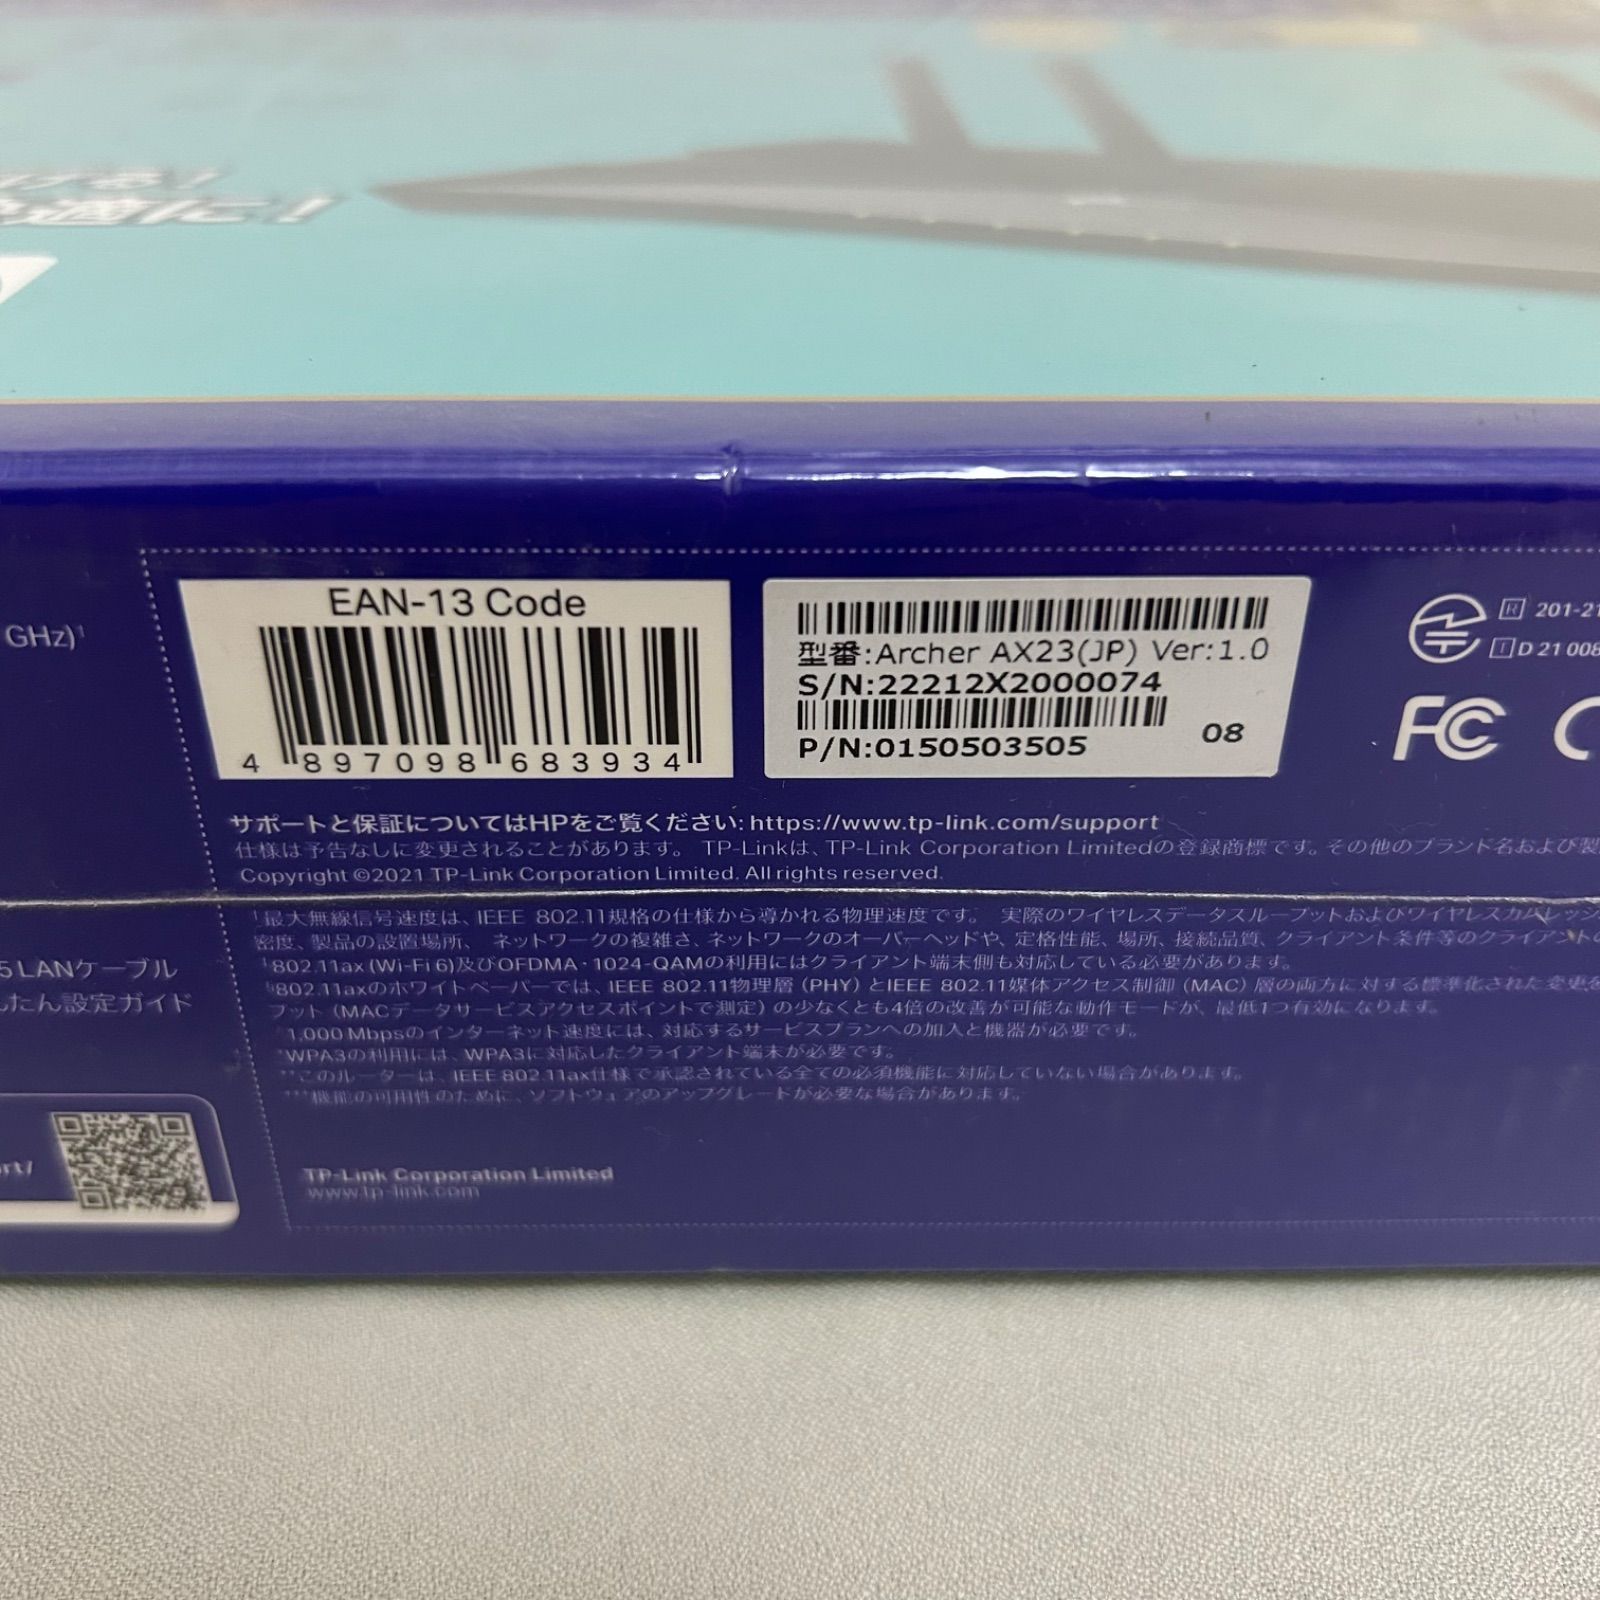 適に!
GHz)¹
EAN-13 Code
4 897098 683934
型番:Archer AX23(JP) Ver:1.0
S/N:22212X2000074
P/N:0150503505
08
R 201-21
I D 21 008
FC
サポートと保証についてはHPをご覧ください:https://www.tp-link.com/support
仕様は予告なしに変更されることがあります。 TP-Linkは、TP-Link Corporation Limitedの登録商標です。その他のブランド名および製
Copyright ©2021 TP-Link Corporation Limited. All rights reserved.
最大無線信号速度は、IEEE 802.11規格の仕様から導かれる物理速度です。 実際のワイヤレスデータスループットおよびワイヤレスカバレッジ
密度、製品の設置場所、 ネットワークの複雑さ、ネットワークのオーバーヘッドや、定格性能、場所、接続品質、クライアント条件等のクライアントの
802.11ax (Wi-Fi 6)及びOFDMA・1024-QAMの利用にはクライアント端末側も対応している必要があります。
802.11axのホワイトペーパーでは、IEEE 802.11物理層 (PHY) とIEEE 802.11媒体アクセス制御 (MAC) 層の両方に対する標準化された変更を
プット (MACデータサービスアクセスポイントで測定) の少なくとも4倍の改善が可能な動作モードが、最低1つ有効になります。
1,000 Mbpsのインターネット速度には、対応するサービスプランへの加入と機器が必要です。
*WPA3の利用には、WPA3に対応したクライアント端末が必要です。
**このルーターは、IEEE 802.11ax仕様で承認されている全ての必須機能に対応していない場合があります。
***機能の可用性のために、ソフトウェアのアップグレードが必要な場合があります。
5 LANケーブル
んたん設定ガイド
ort/
TP-Link Corporation Limited
www.tp-link.com